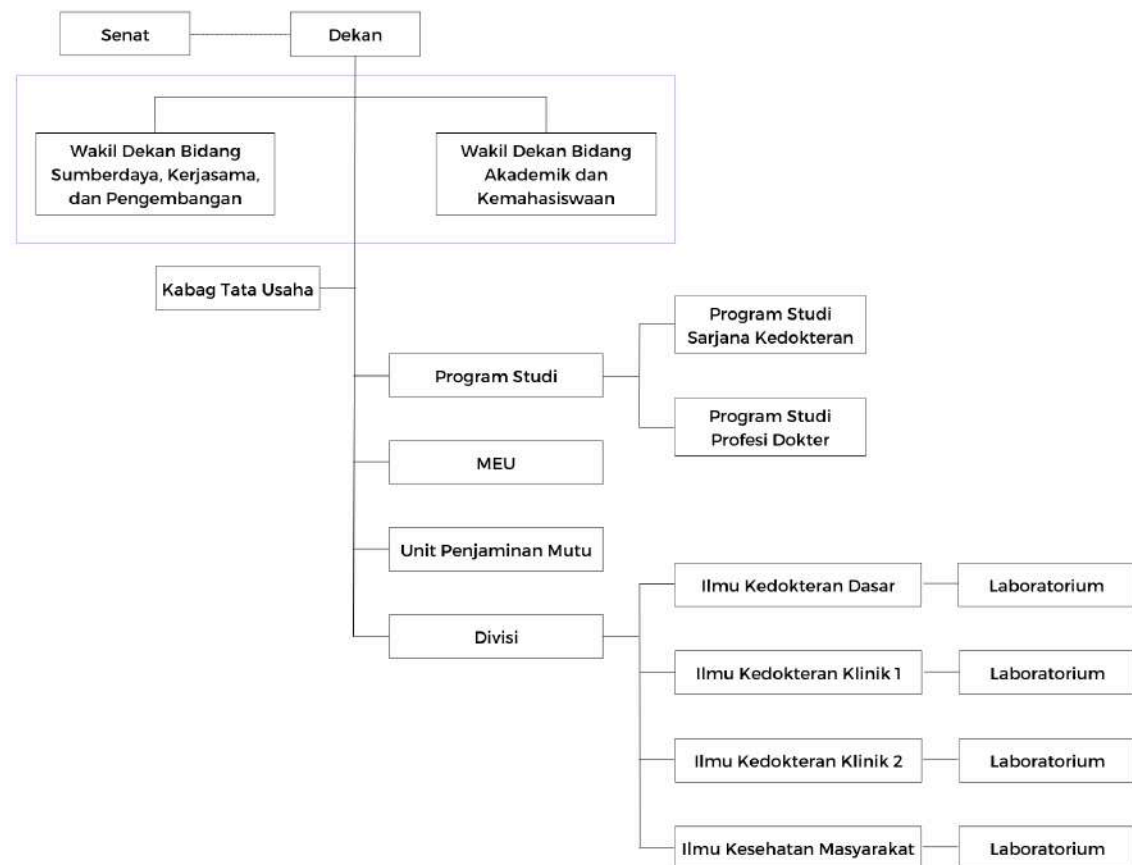 Senat
Dekan
Wakil Dekan Bidang
Sumberdaya, Kerjasama,
dan Pengembangan
Wakil Dekan Bidang
Akademik dan
Kemahasiswaan
Kabag Tata Usaha
Program Studi
Program Studi
Sarjana Kedokteran
Program Studi
Profesi Dokter
MEU
Unit Penjaminan Mutu
Divisi
Ilmu Kedokteran Dasar
Laboratorium
Ilmu Kedokteran Klinik 1
Laboratorium
Ilmu Kedokteran Klinik 2
Laboratorium
Ilmu Kesehatan Masyarakat
Laboratorium